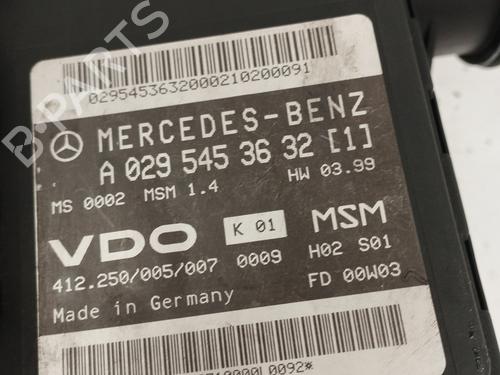 B-PARTS
0295453632000210200091
MERCEDES-BENZ
A 029 545 36 32 [1]
MS 0002 MSM 1.4 HW 03.99
VDO K 01 MSM
412.250/005/007 0009 H02 S01
Made in Germany FD 00W03
0000L0092*